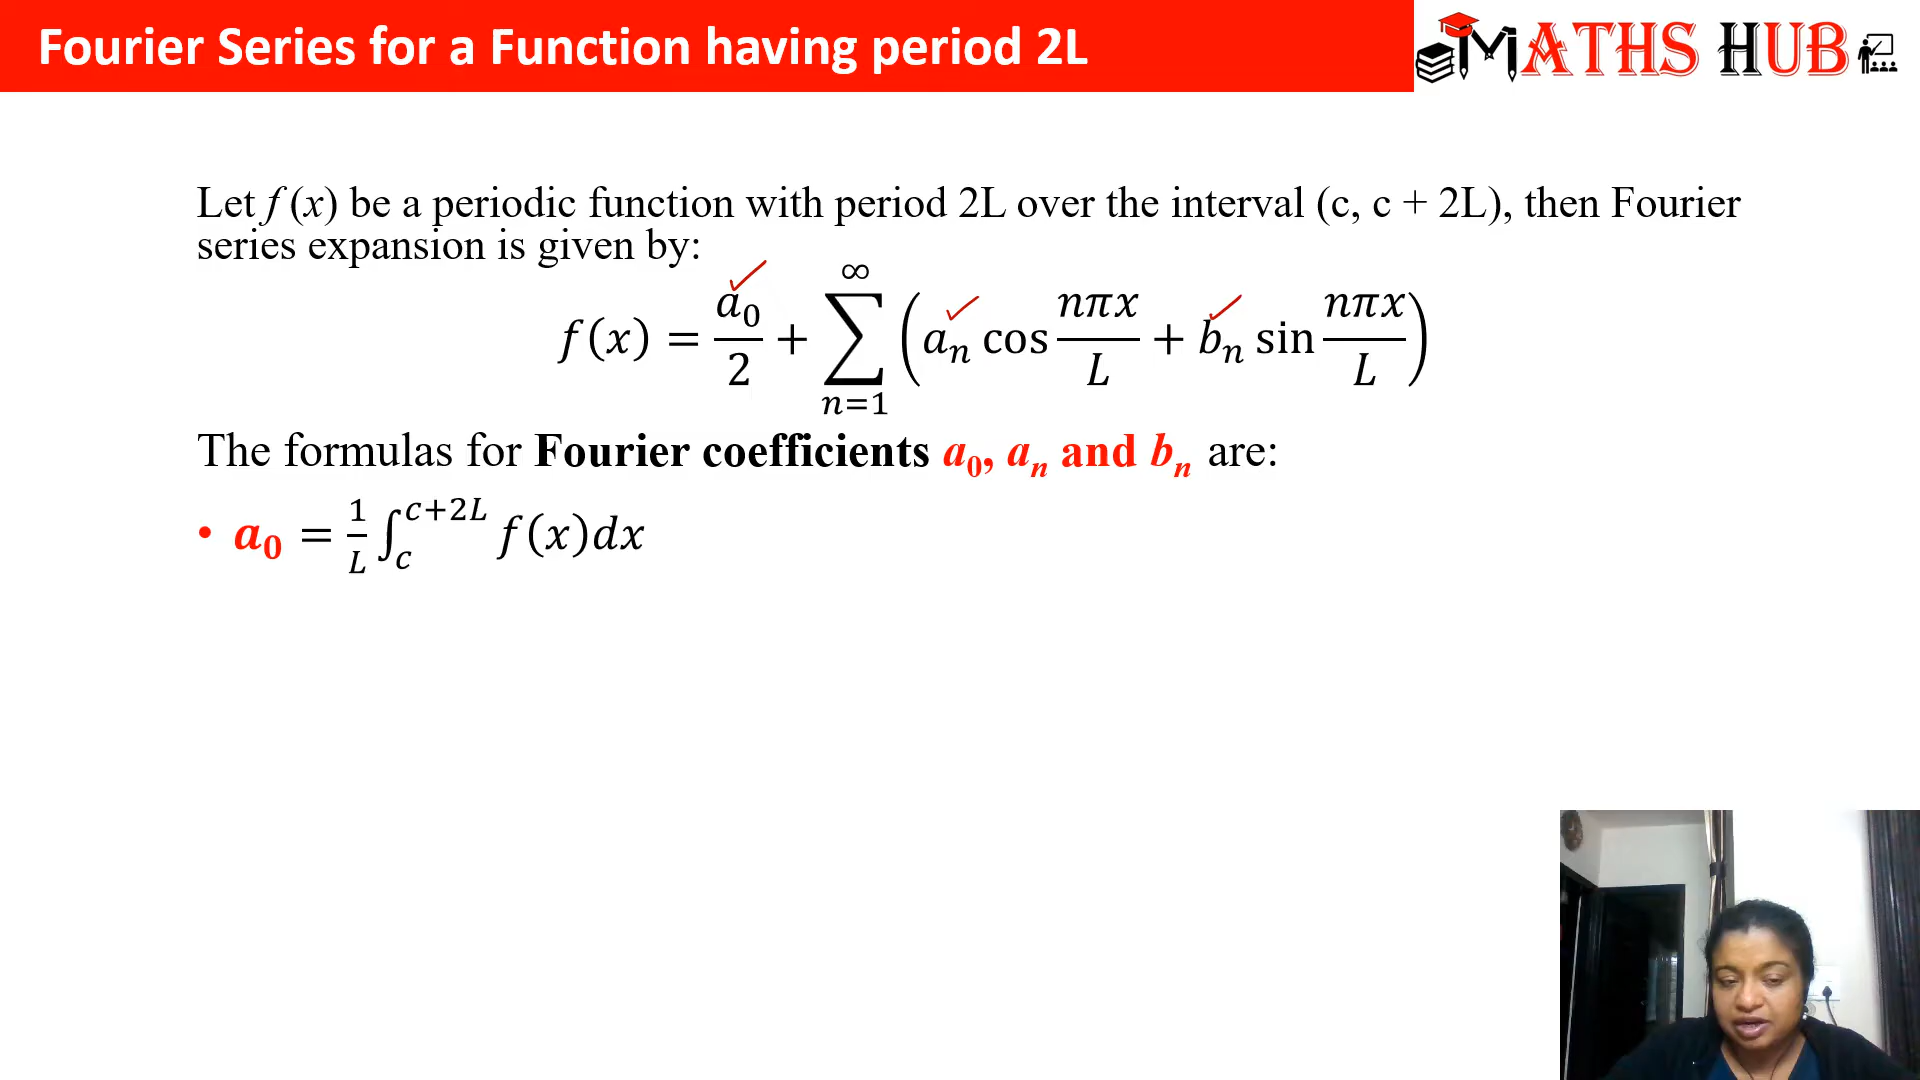 Fourier Series for a Function having period 2L
MATHS HUB
Let f (x) be a periodic function with period 2L over the interval (c, c + 2L), then Fourier
series expansion is given by:
f(x) = a₀/2 + ∑_{n=1}^{∞} (aₙ cos nπx/L + bₙ sin nπx/L)
The formulas for Fourier coefficients a₀, aₙ and bₙ are:
• a₀ = 1/L ∫_c^{c+2L} f(x)dx